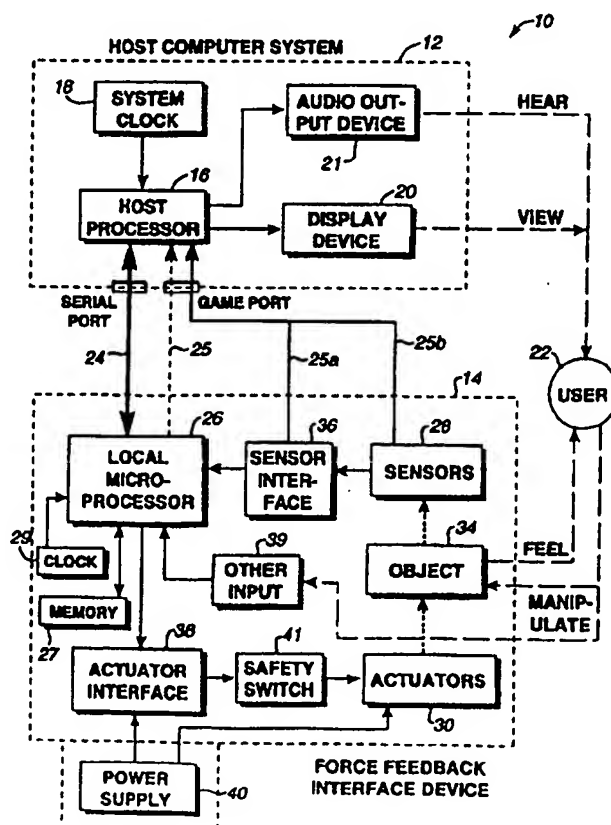 10
HOST COMPUTER SYSTEM
12
18
SYSTEM
CLOCK
AUDIO OUT-
PUT DEVICE
21
HEAR
16
HOST
PROCESSOR
20
DISPLAY
DEVICE
VIEW
SERIAL
PORT
GAME PORT
24
25
25a
25b
22
USER
14
26
LOCAL
MICRO-
PROCESSOR
36
SENSOR
INTER-
FACE
28
SENSORS
29
CLOCK
39
OTHER
INPUT
34
OBJECT
FEEL
MEMORY
27
MANIP-
ULATE
38
ACTUATOR
INTERFACE
41
SAFETY
SWITCH
ACTUATORS
30
POWER
SUPPLY
40
FORCE FEEDBACK
INTERFACE DEVICE